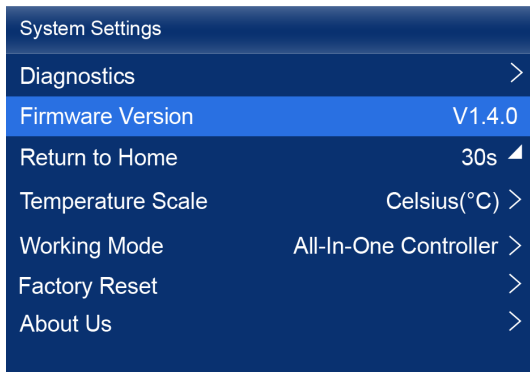 System Settings
Diagnostics >
Firmware Version V1.4.0
Return to Home 30s
Temperature Scale Celsius(°C) >
Working Mode All-In-One Controller >
Factory Reset >
About Us >